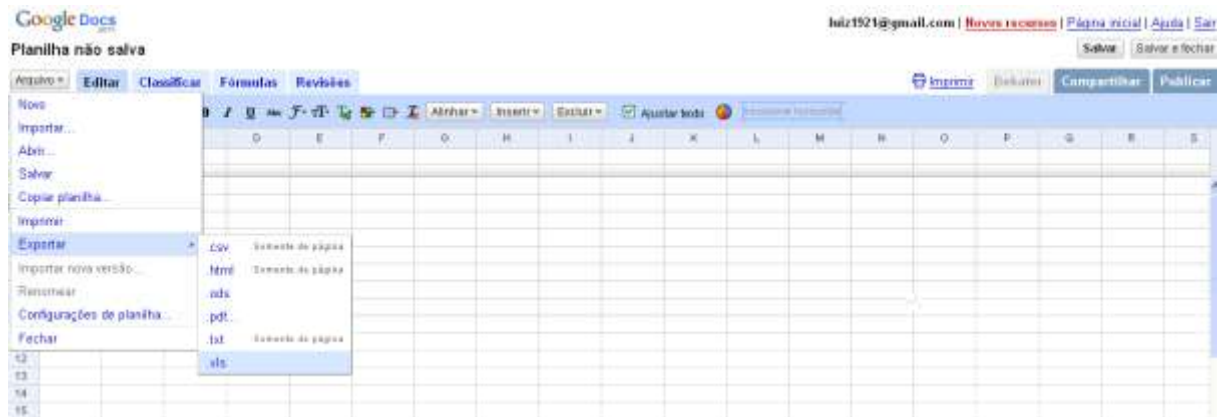 Google Docs
luiz1921@gmail.com | Novos recursos | Página inicial | Ajuda | Sair
Planilha não salva
Salvar Salvar e fechar
Arquivo Editar Classificar Fórmulas Revisões Imprimir Compartilhar Publicar
Alinhar Inserir Excluir Ajustar texto
Novo
Importar...
Abrir...
Salvar
Copiar planilha...
Imprimir
Exportar
Importar nova versão...
Renomear
Configurações de planilha...
Fechar
.csv Somente da página
.html Somente da página
.ods
.pdf...
.txt Somente da página
.xls
D E F G H I J K L M N O P Q R S
12
13
14
15